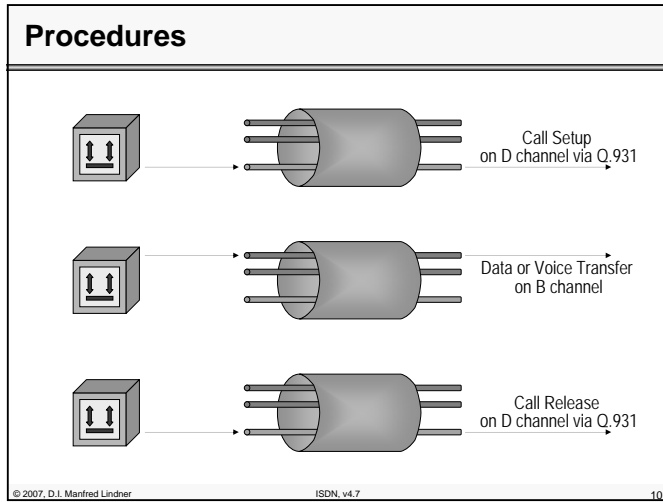 Procedures
Call Setup
on D channel via Q.931
Data or Voice Transfer
on B channel
Call Release
on D channel via Q.931
© 2007, D.I. Manfred Lindner
ISDN, v4.7
10